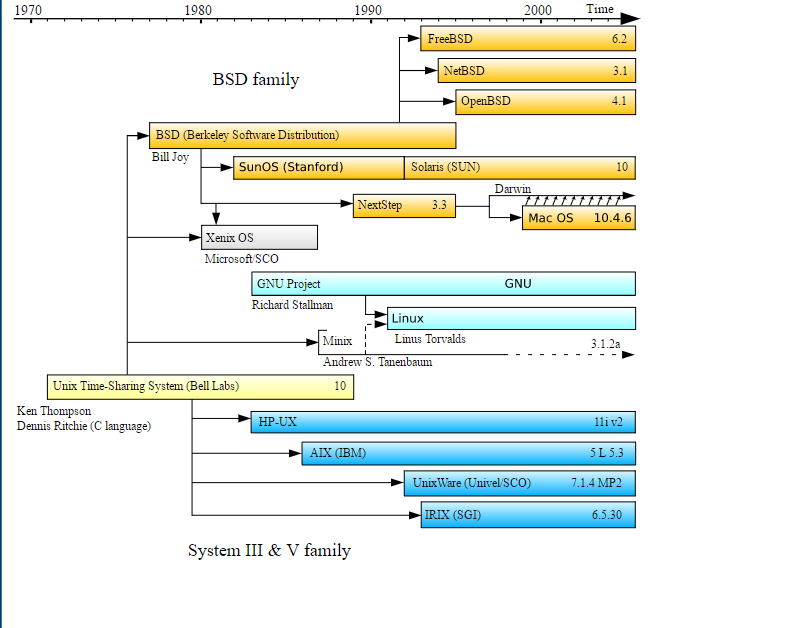 1970 1980 1990 2000 Time
FreeBSD 6.2
NetBSD 3.1
BSD family
OpenBSD 4.1
BSD (Berkeley Software Distribution)
Bill Joy
SunOS (Stanford) Solaris (SUN) 10
Darwin
NextStep 3.3
Mac OS 10.4.6
Xenix OS
Microsoft/SCO
GNU Project GNU
Richard Stallman
Linux
Linus Torvalds
Minix 3.1.2a
Andrew S. Tanenbaum
Unix Time-Sharing System (Bell Labs) 10
Ken Thompson
Dennis Ritchie (C language)
HP-UX 11i v2
AIX (IBM) 5 L 5.3
UnixWare (Univel/SCO) 7.1.4 MP2
IRIX (SGI) 6.5.30
System III & V family